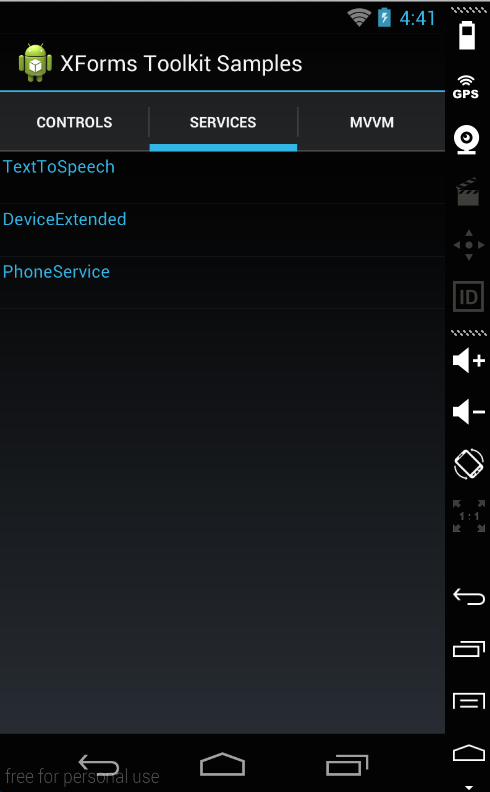 4:41
XForms Toolkit Samples
CONTROLS SERVICES MVVM
TextToSpeech
DeviceExtended
PhoneService
free for personal use
GPS
ID
1:1